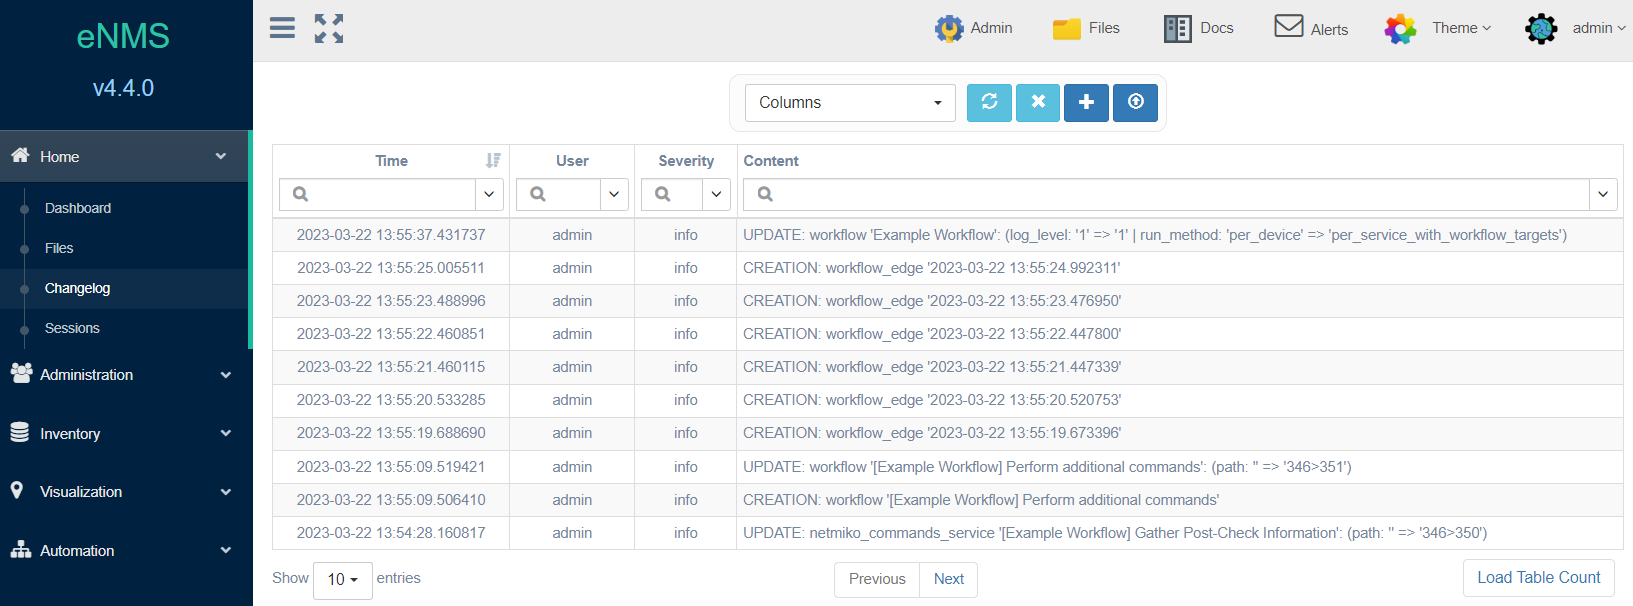 eNMS
v4.4.0
Home
Dashboard
Files
Changelog
Sessions
Administration
Inventory
Visualization
Automation
Admin Files Docs Alerts Theme admin
Columns
Time User Severity Content
2023-03-22 13:55:37.431737 admin info UPDATE: workflow 'Example Workflow': (log_level: '1' => '1' | run_method: 'per_device' => 'per_service_with_workflow_targets')
2023-03-22 13:55:25.005511 admin info CREATION: workflow_edge '2023-03-22 13:55:24.992311'
2023-03-22 13:55:23.488996 admin info CREATION: workflow_edge '2023-03-22 13:55:23.476950'
2023-03-22 13:55:22.460851 admin info CREATION: workflow_edge '2023-03-22 13:55:22.447800'
2023-03-22 13:55:21.460115 admin info CREATION: workflow_edge '2023-03-22 13:55:21.447339'
2023-03-22 13:55:20.533285 admin info CREATION: workflow_edge '2023-03-22 13:55:20.520753'
2023-03-22 13:55:19.688690 admin info CREATION: workflow_edge '2023-03-22 13:55:19.673396'
2023-03-22 13:55:09.519421 admin info UPDATE: workflow '[Example Workflow] Perform additional commands': (path: '' => '346>351')
2023-03-22 13:55:09.506410 admin info CREATION: workflow '[Example Workflow] Perform additional commands'
2023-03-22 13:54:28.160817 admin info UPDATE: netmiko_commands_service '[Example Workflow] Gather Post-Check Information': (path: '' => '346>350')
Show 10 entries Previous Next Load Table Count